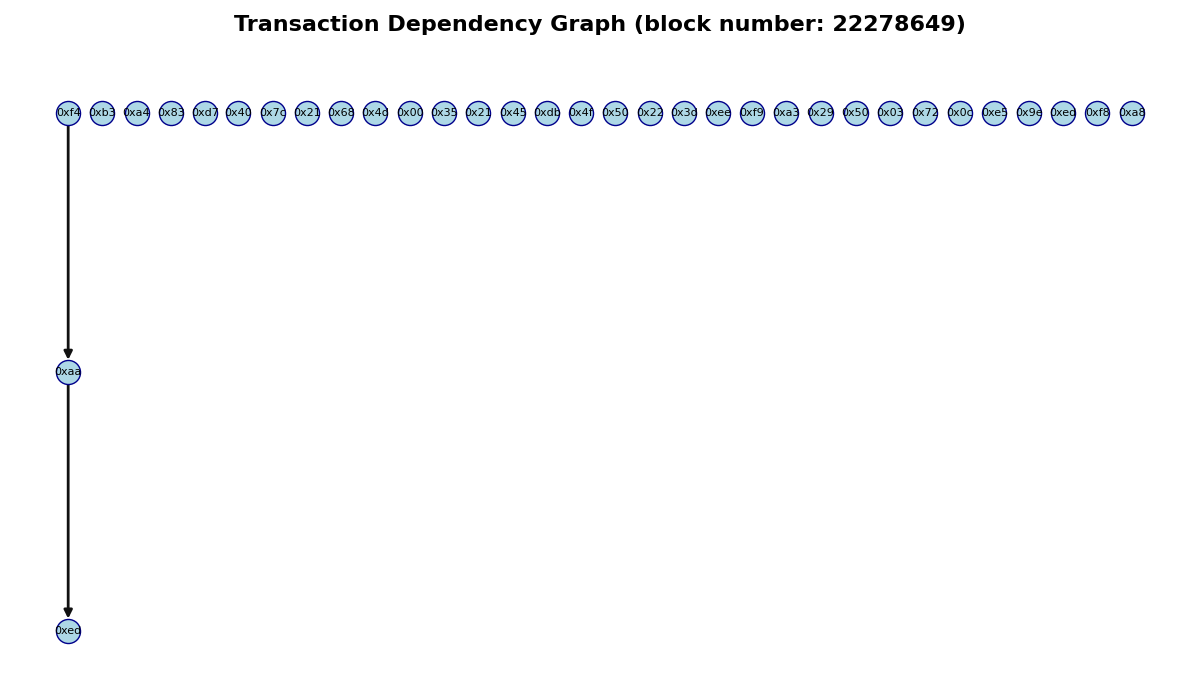 Transaction Dependency Graph (block number: 22278649)
0xf4 0xb3 0xa4 0x83 0xd7 0x40 0x7c 0x21 0x68 0x4d 0x00 0x35 0x21 0x45 0xdb 0x4f 0x50 0x22 0x3d 0xee 0xf9 0xa3 0x29 0x50 0x03 0x72 0x0c 0xe5 0x9e 0xed 0xf8 0xa8
0xaa
0xed